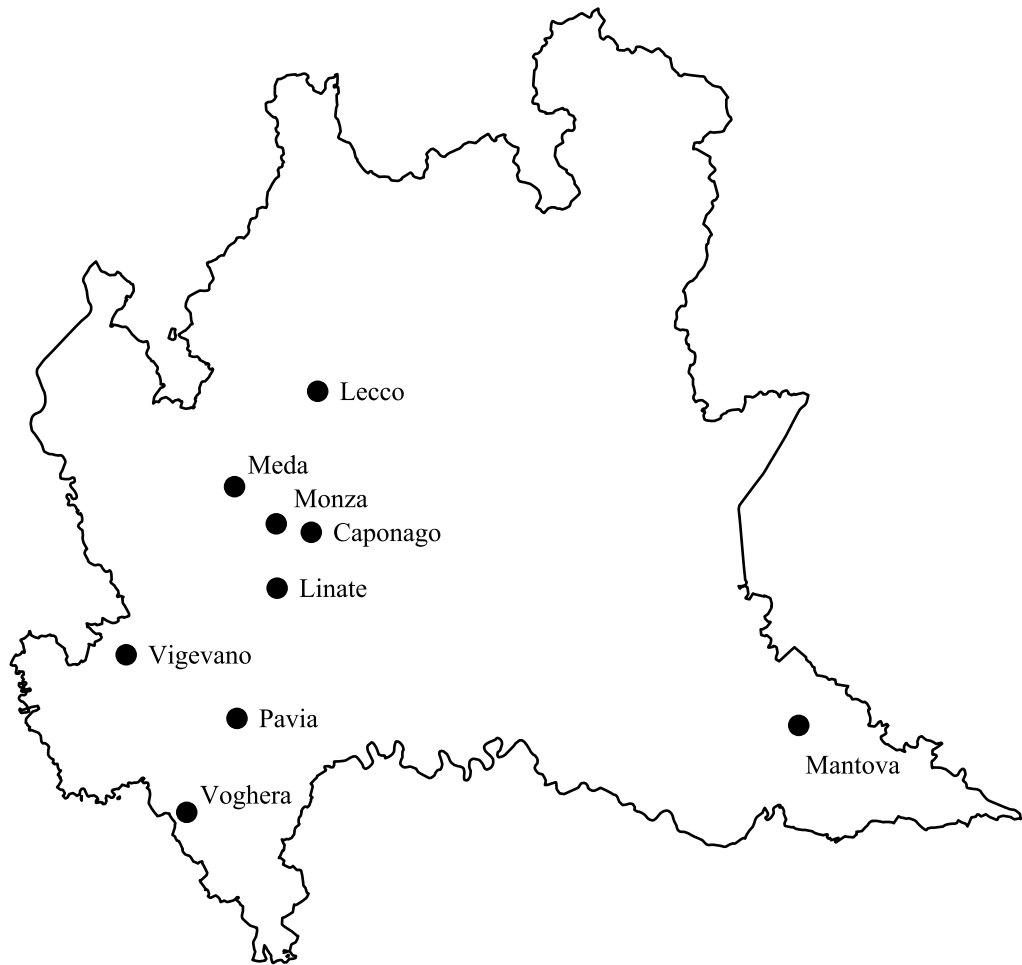 Lecco
Meda
Monza
Caponago
Linate
Vigevano
Pavia
Mantova
Voghera